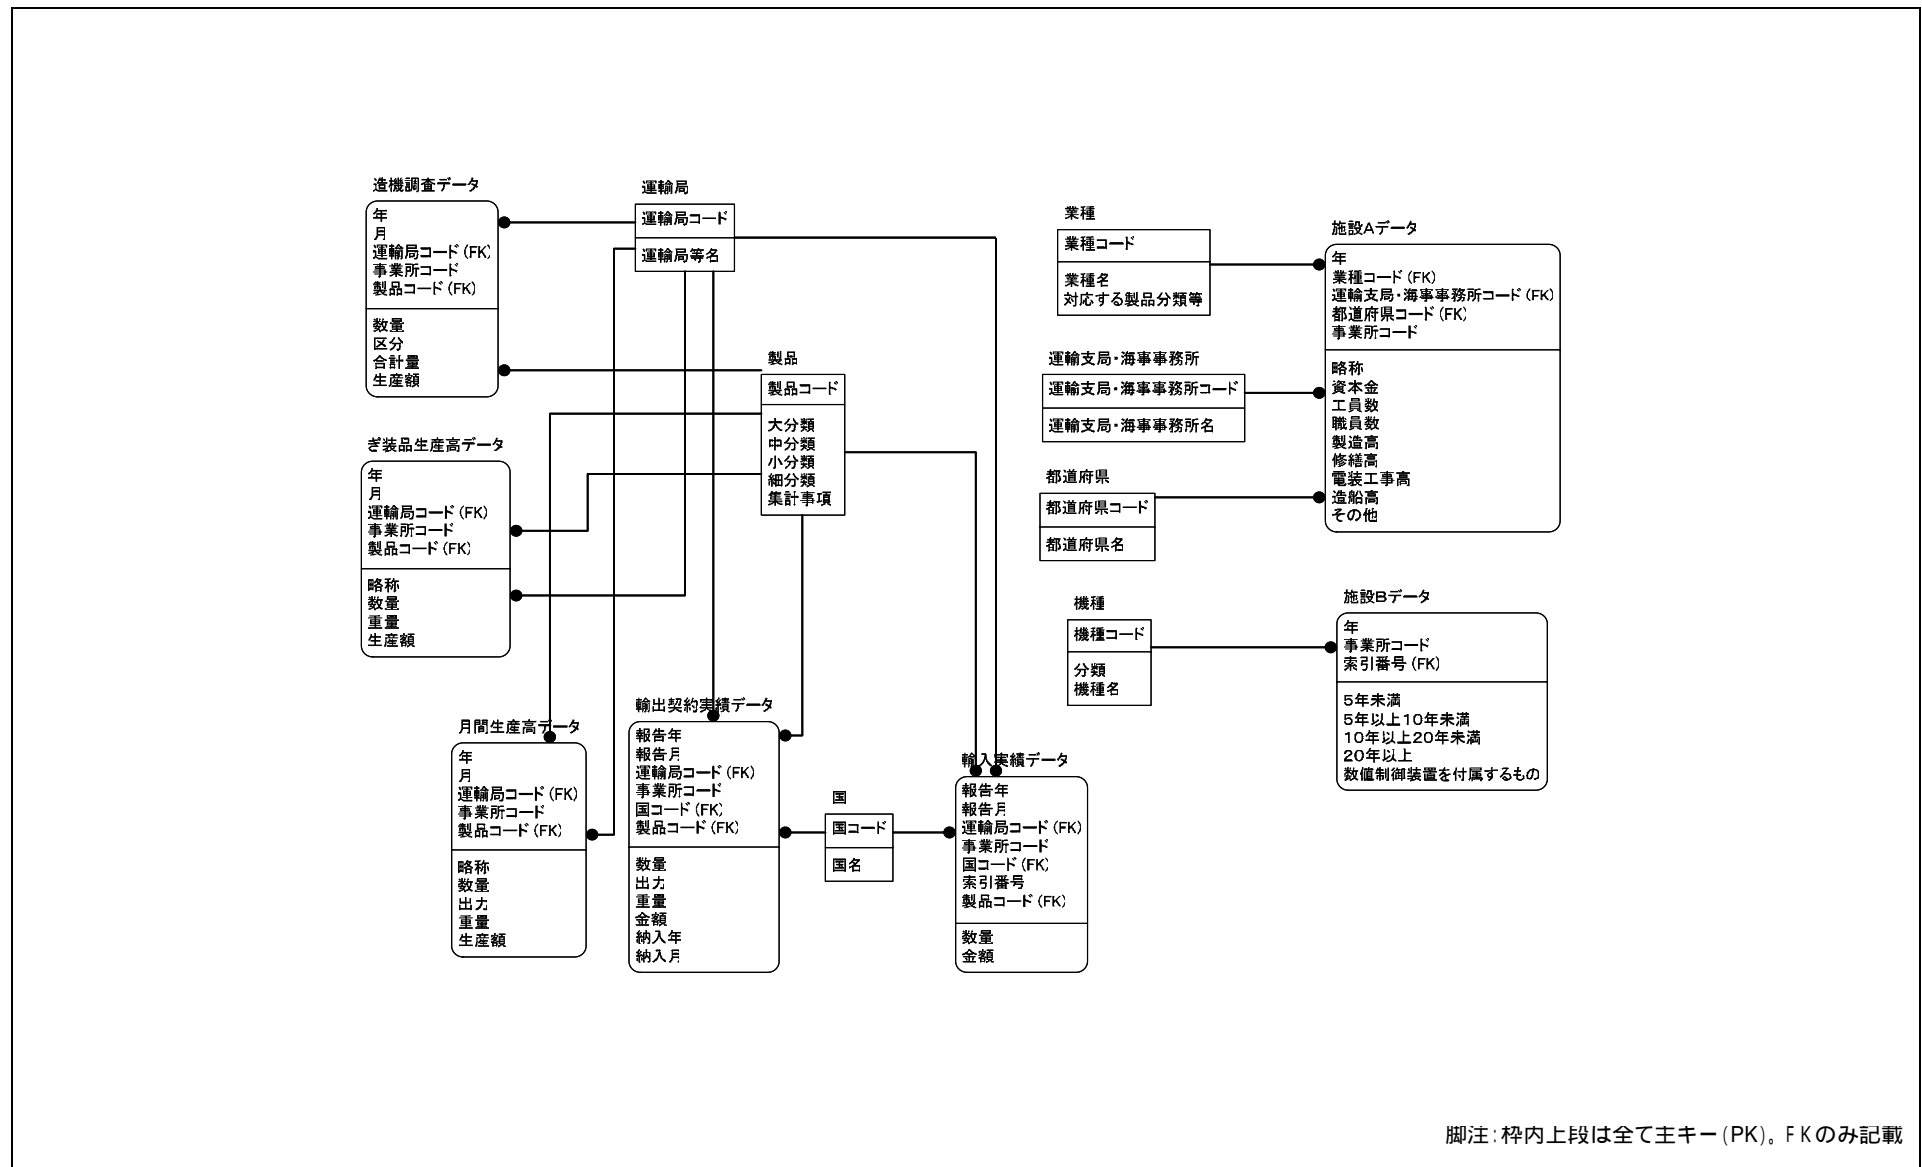 造機調査データ
年
月
運輸局コード(FK)
事業所コード
製品コード(FK)
数量
区分
合計量
生産額
運輸局
運輸局コード
運輸局等名
製品
製品コード
大分類
中分類
小分類
細分類
集計事項
ぎ装品生産高データ
年
月
運輸局コード(FK)
事業所コード
製品コード(FK)
略称
数量
重量
生産額
月間生産高データ
年
月
運輸局コード(FK)
事業所コード
製品コード(FK)
略称
数量
出力
重量
生産額
輸出契約実績データ
報告年
報告月
運輸局コード(FK)
事業所コード
国コード(FK)
製品コード(FK)
数量
出力
重量
金額
納入年
納入月
国
国コード
国名
輸入実績データ
報告年
報告月
運輸局コード(FK)
事業所コード
国コード(FK)
索引番号
製品コード(FK)
数量
金額
業種
業種コード
業種名
対応する製品分類等
運輸支局・海事事務所
運輸支局・海事事務所コード
運輸支局・海事事務所名
都道府県
都道府県コード
都道府県名
施設Aデータ
年
業種コード(FK)
運輸支局・海事事務所コード(FK)
都道府県コード(FK)
事業所コード
略称
資本金
工員数
職員数
製造高
修繕高
電装工事高
造船高
その他
機種
機種コード
分類
機種名
施設Bデータ
年
事業所コード
索引番号(FK)
5年未満
5年以上10年未満
10年以上20年未満
20年以上
数値制御装置を付属するもの
脚注:枠内上段は全て主キー(PK)。FKのみ記載